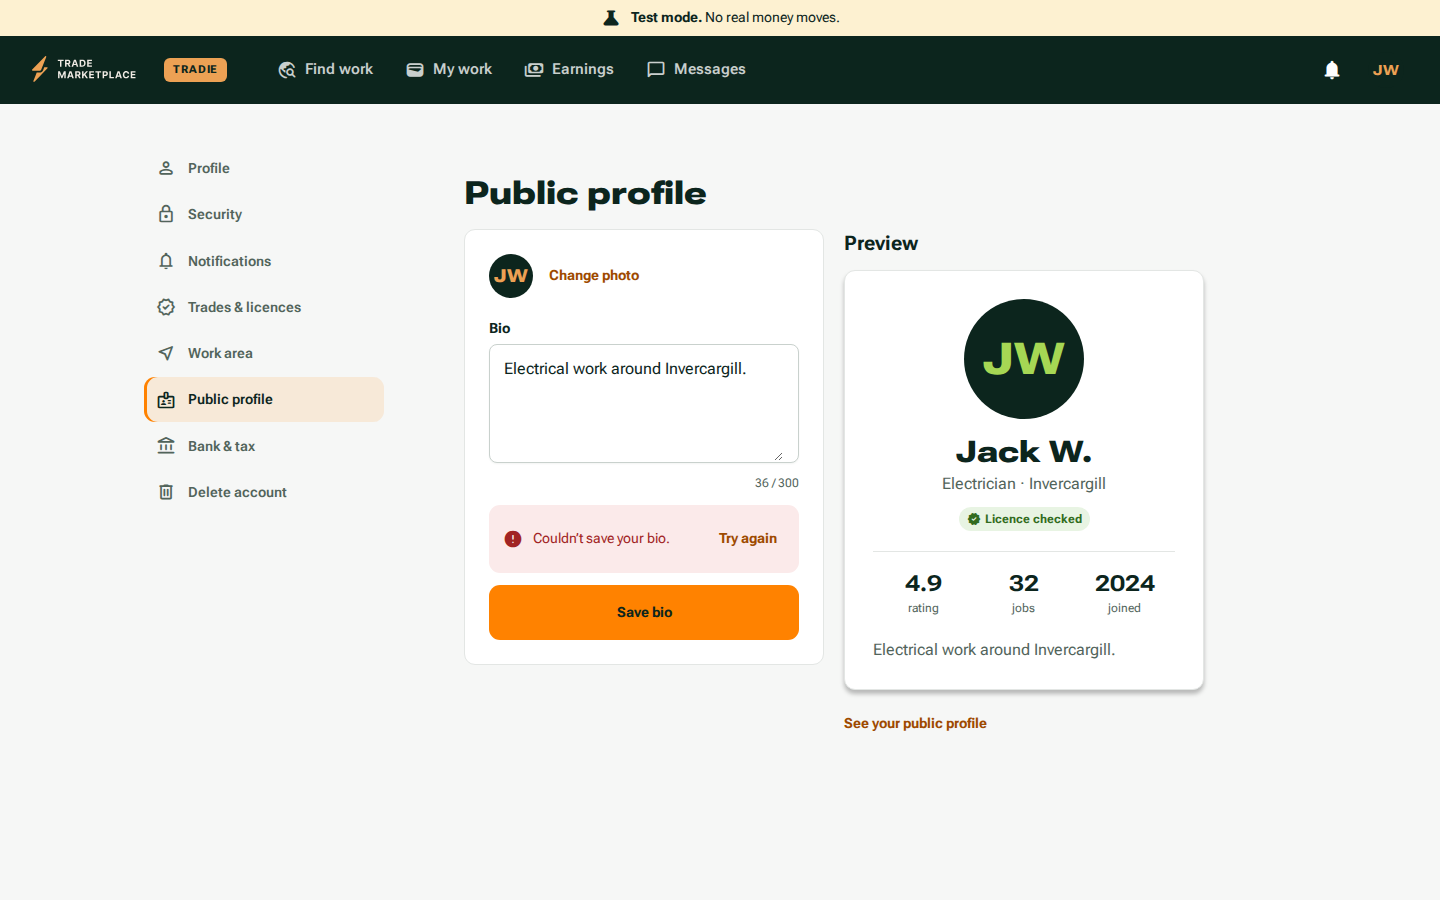 Test mode. No real money moves.
TRADE
MARKETPLACE
TRADIE
Find work
My work
Earnings
Messages
JW
Profile
Security
Notifications
Trades & licences
Work area
Public profile
Bank & tax
Delete account
Public profile
JW
Change photo
Bio
Electrical work around Invercargill.
36 / 300
Couldn't save your bio.
Try again
Save bio
Preview
JW
Jack W.
Electrician · Invercargill
Licence checked
4.9
rating
32
jobs
2024
joined
Electrical work around Invercargill.
See your public profile